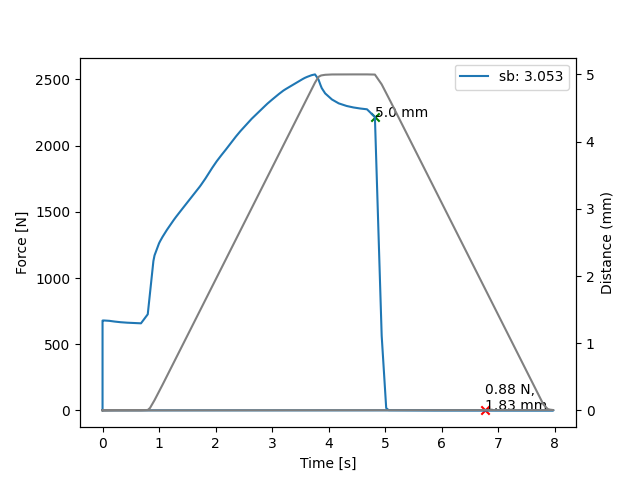 sb: 3.053
5.0 mm
0.88 N,
1.83 mm
Force [N]
2500
2000
1500
1000
500
0
Distance (mm)
5
4
3
2
1
0
0 1 2 3 4 5 6 7 8
Time [s]